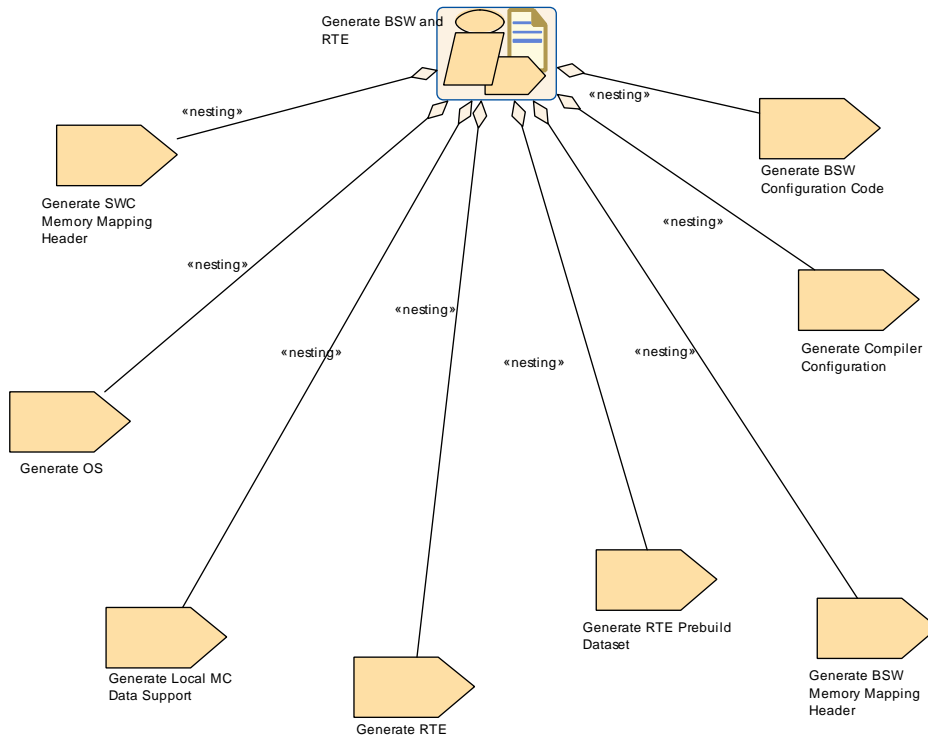 Generate BSW and
RTE
«nesting»
«nesting»
Generate BSW
Configuration Code
Generate SWC
Memory Mapping
Header
«nesting»
«nesting»
«nesting»
Generate Compiler
Configuration
«nesting»
«nesting»
«nesting»
Generate OS
Generate RTE Prebuild
Dataset
Generate Local MC
Data Support
Generate BSW
Memory Mapping
Header
Generate RTE